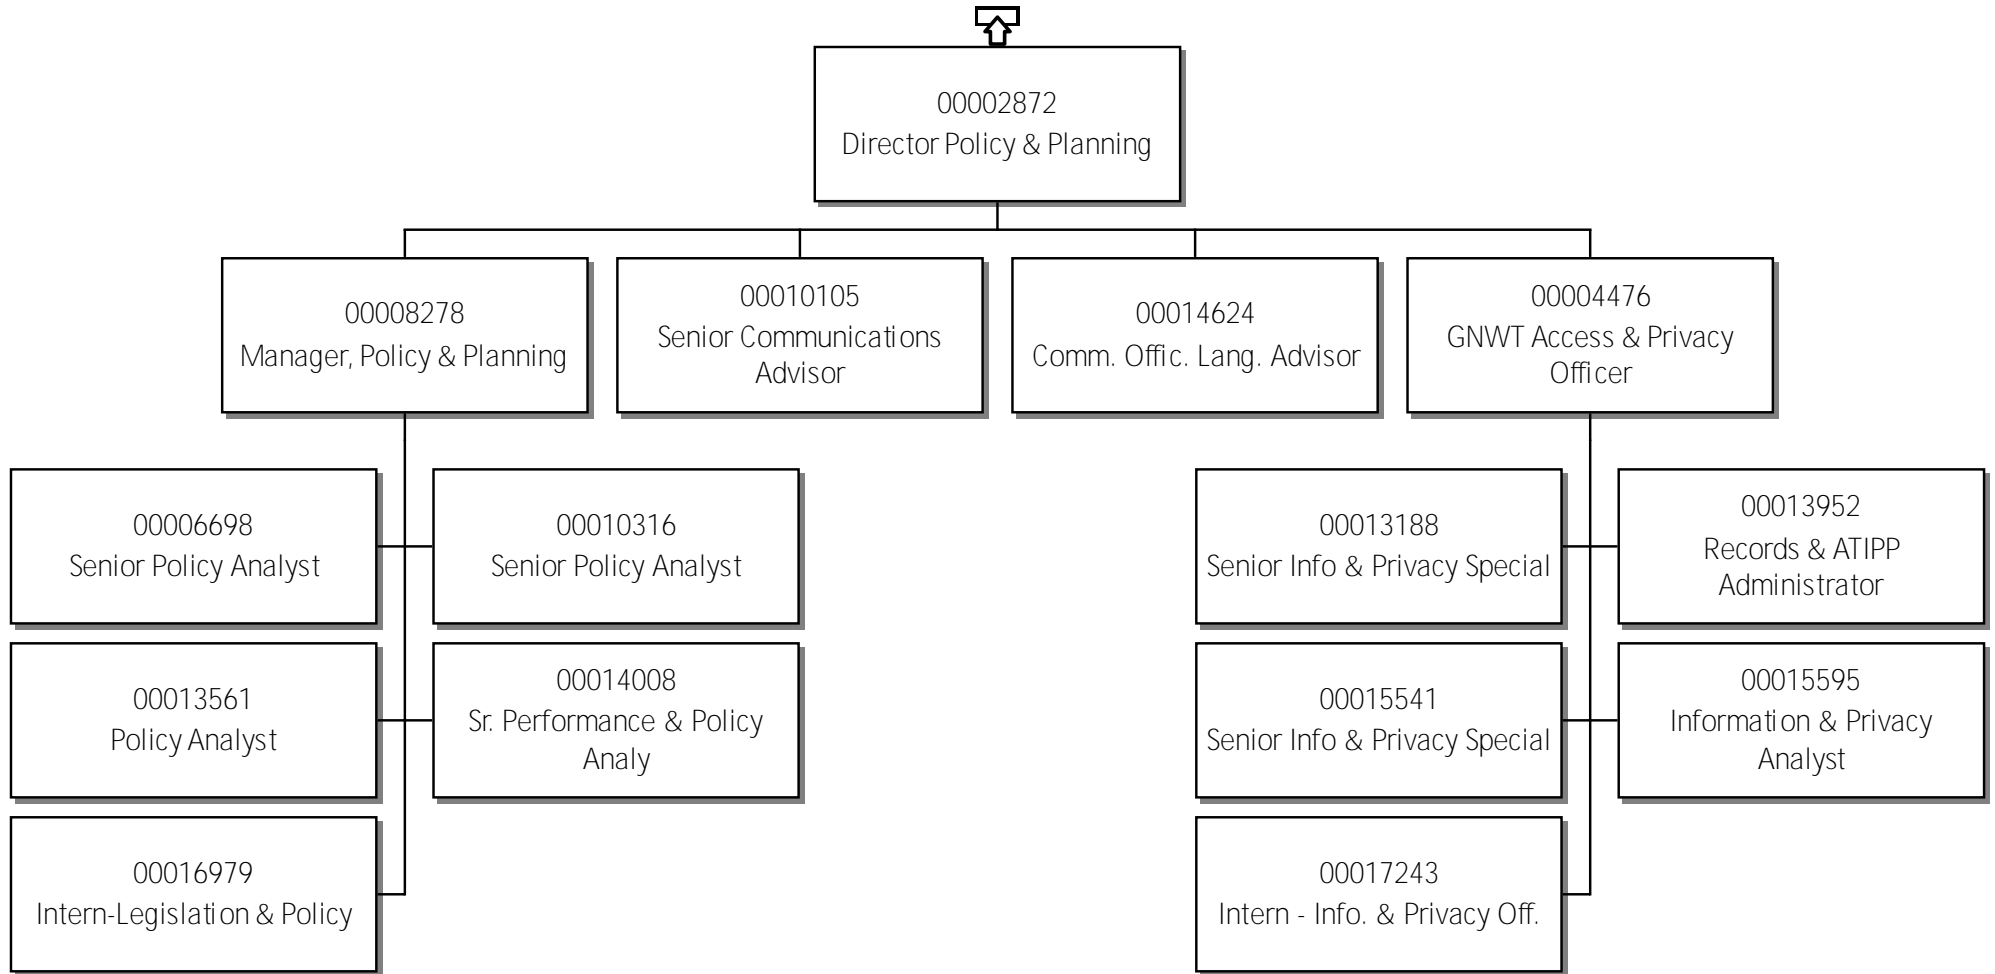 00002872
Director Policy & Planning
00008278
Manager, Policy & Planning
00010105
Senior Communications
Advisor
00014624
Comm. Offic. Lang. Advisor
00004476
GNWT Access & Privacy
Officer
00006698
Senior Policy Analyst
00010316
Senior Policy Analyst
00013561
Policy Analyst
00014008
Sr. Performance & Policy
Analy
00016979
Intern-Legislation & Policy
00013188
Senior Info & Privacy Special
00013952
Records & ATIPP
Administrator
00015541
Senior Info & Privacy Special
00015595
Information & Privacy
Analyst
00017243
Intern - Info. & Privacy Off.